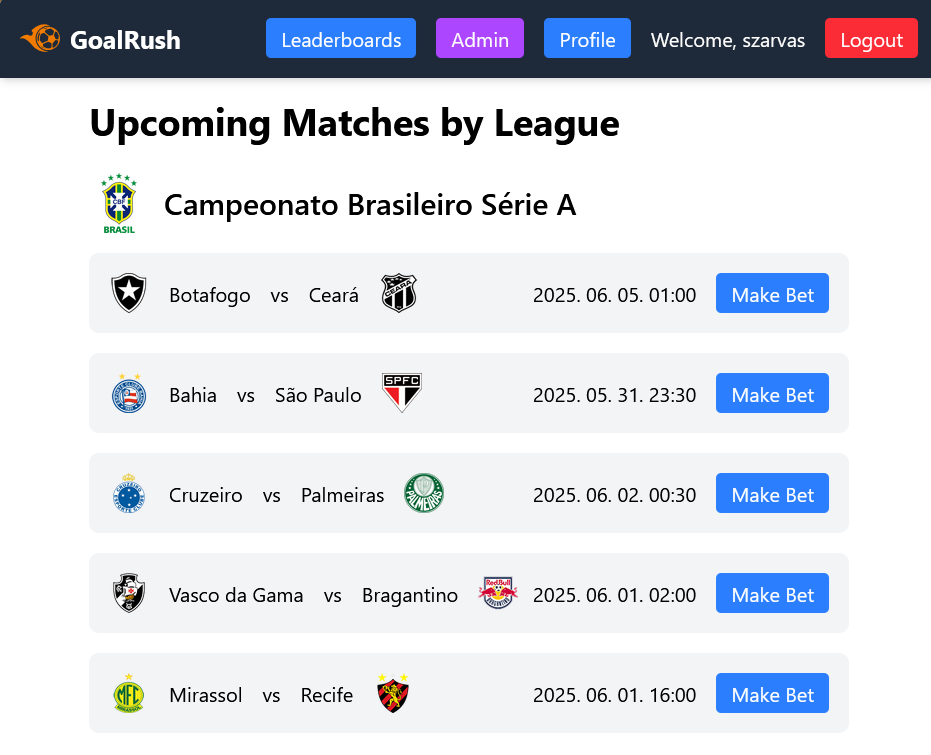 GoalRush Leaderboards Admin Profile Welcome, szarvas Logout
Upcoming Matches by League
CBF
BRASIL
Campeonato Brasileiro Série A
Botafogo vs Ceará CEARÁ 2025. 06. 05. 01:00 Make Bet
Bahia vs São Paulo SPFC 2025. 05. 31. 23:30 Make Bet
Cruzeiro vs Palmeiras PALMEIRAS 2025. 06. 02. 00:30 Make Bet
Vasco da Gama vs Bragantino Red Bull BRAGANTINO 2025. 06. 01. 02:00 Make Bet
MFC MIRASSOL Mirassol vs Recife 2025. 06. 01. 16:00 Make Bet